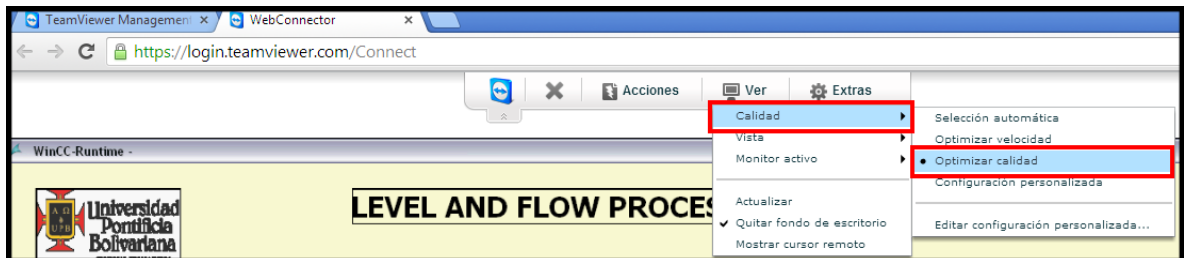 TeamViewer Management
WebConnector
https://login.teamviewer.com/Connect
Acciones
Ver
Extras
Calidad
Vista
Monitor activo
Actualizar
Quitar fondo de escritorio
Mostrar cursor remoto
Selección automática
Optimizar velocidad
Optimizar calidad
Configuración personalizada
Editar configuración personalizada...
WinCC-Runtime -
Universidad
Pontificia
Bolivariana
LEVEL AND FLOW PROCES